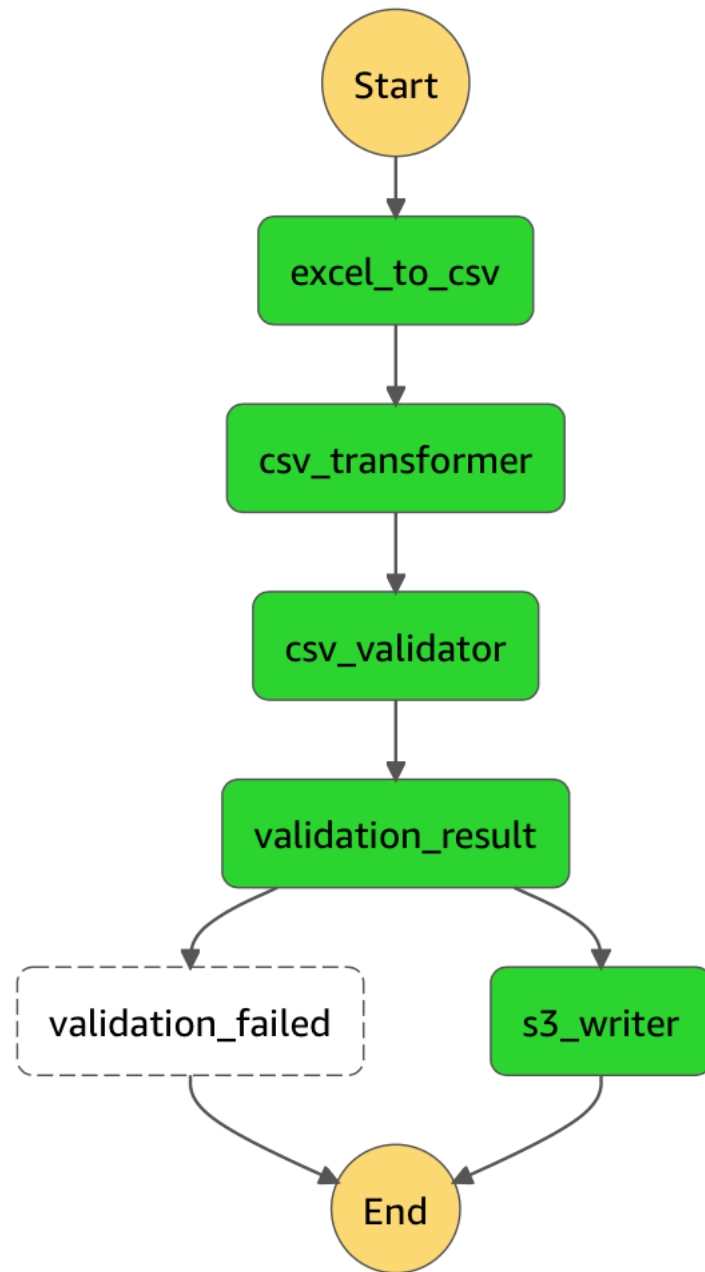 Start
excel_to_csv
csv_transformer
csv_validator
validation_result
validation_failed
s3_writer
End